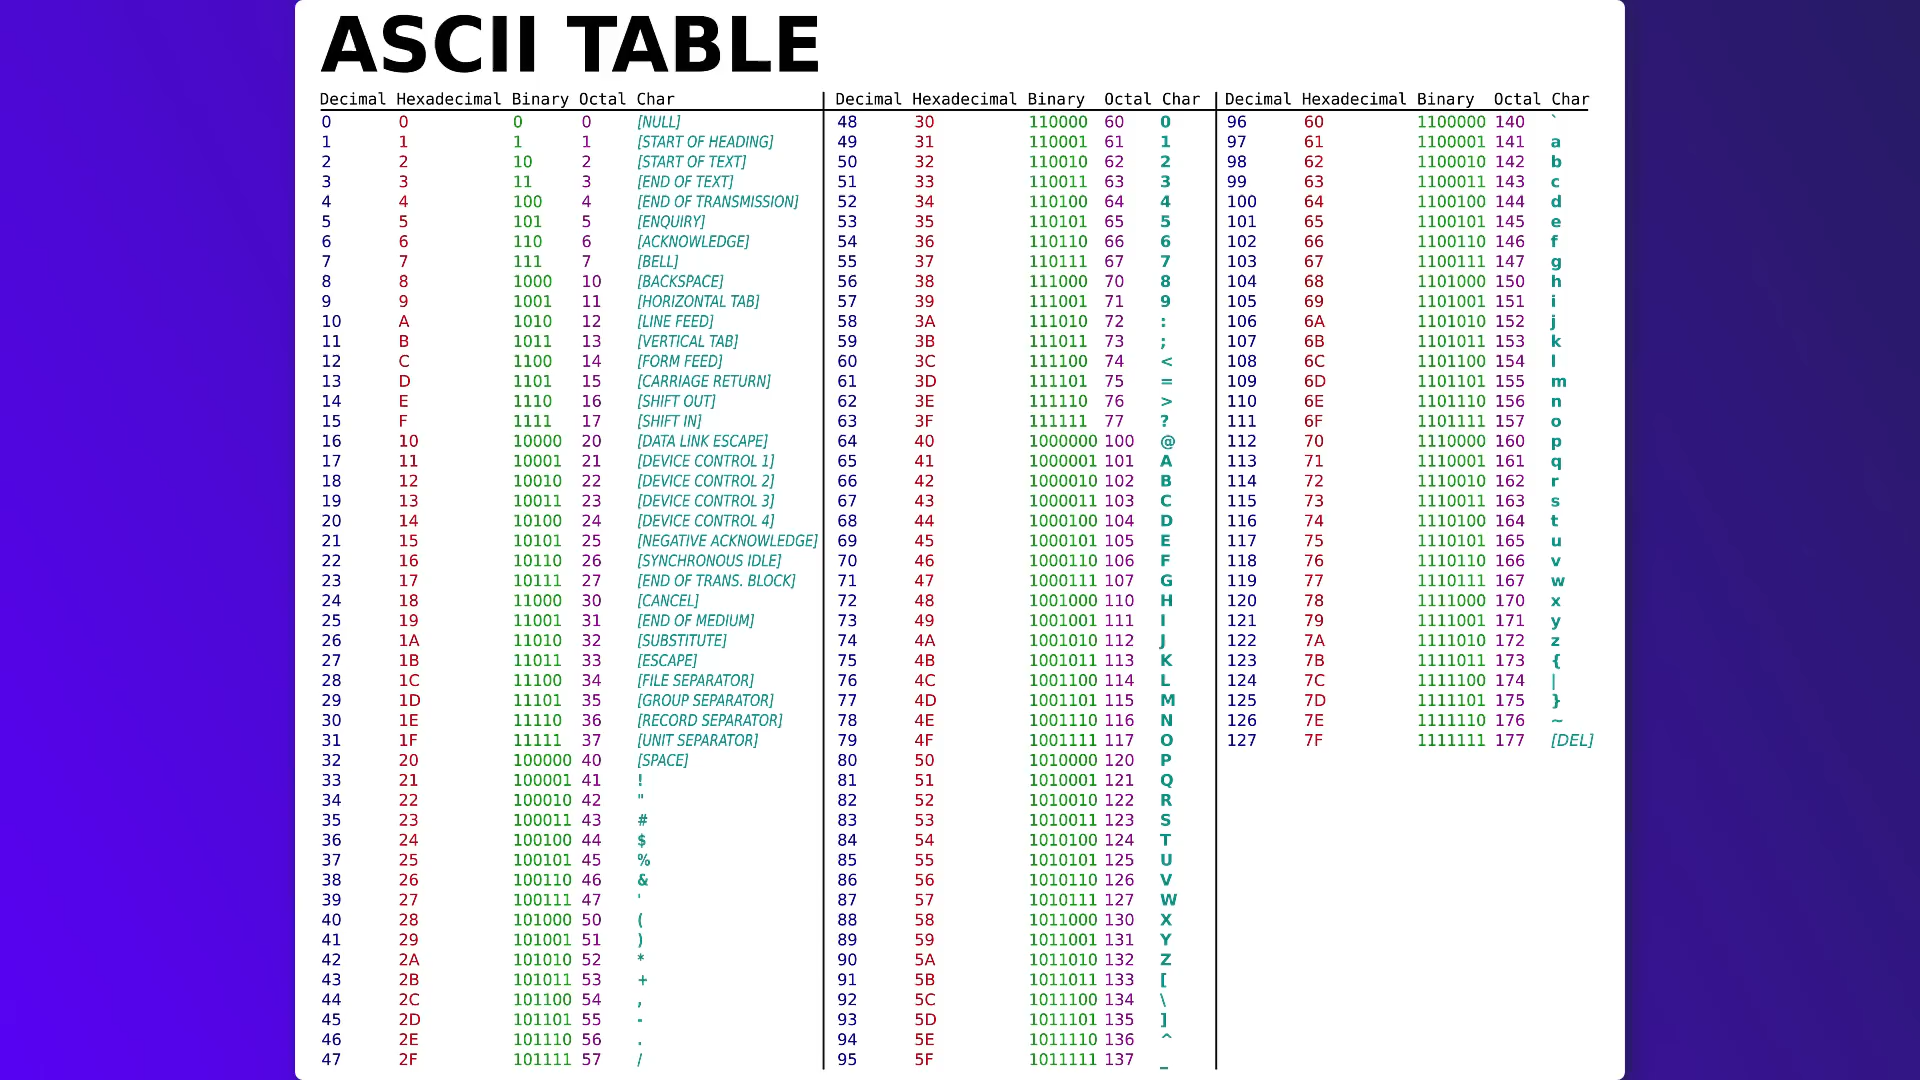 ASCII TABLE
Decimal Hexadecimal Binary Octal Char Decimal Hexadecimal Binary Octal Char Decimal Hexadecimal Binary Octal Char
0 0 0 0 [NULL] 48 30 110000 60 0 96 60 1100000 140 `
1 1 1 1 [START OF HEADING] 49 31 110001 61 1 97 61 1100001 141 a
2 2 10 2 [START OF TEXT] 50 32 110010 62 2 98 62 1100010 142 b
3 3 11 3 [END OF TEXT] 51 33 110011 63 3 99 63 1100011 143 c
4 4 100 4 [END OF TRANSMISSION] 52 34 110100 64 4 100 64 1100100 144 d
5 5 101 5 [ENQUIRY] 53 35 110101 65 5 101 65 1100101 145 e
6 6 110 6 [ACKNOWLEDGE] 54 36 110110 66 6 102 66 1100110 146 f
7 7 111 7 [BELL] 55 37 110111 67 7 103 67 1100111 147 g
8 8 1000 10 [BACKSPACE] 56 38 111000 70 8 104 68 1101000 150 h
9 9 1001 11 [HORIZONTAL TAB] 57 39 111001 71 9 105 69 1101001 151 i
10 A 1010 12 [LINE FEED] 58 3A 111010 72 : 106 6A 1101010 152 j
11 B 1011 13 [VERTICAL TAB] 59 3B 111011 73 ; 107 6B 1101011 153 k
12 C 1100 14 [FORM FEED] 60 3C 111100 74 < 108 6C 1101100 154 l
13 D 1101 15 [CARRIAGE RETURN] 61 3D 111101 75 = 109 6D 1101101 155 m
14 E 1110 16 [SHIFT OUT] 62 3E 111110 76 > 110 6E 1101110 156 n
15 F 1111 17 [SHIFT IN] 63 3F 111111 77 ? 111 6F 1101111 157 o
16 10 10000 20 [DATA LINK ESCAPE] 64 40 1000000 100 @ 112 70 1110000 160 p
17 11 10001 21 [DEVICE CONTROL 1] 65 41 1000001 101 A 113 71 1110001 161 q
18 12 10010 22 [DEVICE CONTROL 2] 66 42 1000010 102 B 114 72 1110010 162 r
19 13 10011 23 [DEVICE CONTROL 3] 67 43 1000011 103 C 115 73 1110011 163 s
20 14 10100 24 [DEVICE CONTROL 4] 68 44 1000100 104 D 116 74 1110100 164 t
21 15 10101 25 [NEGATIVE ACKNOWLEDGE] 69 45 1000101 105 E 117 75 1110101 165 u
22 16 10110 26 [SYNCHRONOUS IDLE] 70 46 1000110 106 F 118 76 1110110 166 v
23 17 10111 27 [END OF TRANS. BLOCK] 71 47 1000111 107 G 119 77 1110111 167 w
24 18 11000 30 [CANCEL] 72 48 1001000 110 H 120 78 1111000 170 x
25 19 11001 31 [END OF MEDIUM] 73 49 1001001 111 I 121 79 1111001 171 y
26 1A 11010 32 [SUBSTITUTE] 74 4A 1001010 112 J 122 7A 1111010 172 z
27 1B 11011 33 [ESCAPE] 75 4B 1001011 113 K 123 7B 1111011 173 {
28 1C 11100 34 [FILE SEPARATOR] 76 4C 1001100 114 L 124 7C 1111100 174 |
29 1D 11101 35 [GROUP SEPARATOR] 77 4D 1001101 115 M 125 7D 1111101 175 }
30 1E 11110 36 [RECORD SEPARATOR] 78 4E 1001110 116 N 126 7E 1111110 176 ~
31 1F 11111 37 [UNIT SEPARATOR] 79 4F 1001111 117 O 127 7F 1111111 177 [DEL]
32 20 100000 40 [SPACE] 80 50 1010000 120 P
33 21 100001 41 ! 81 51 1010001 121 Q
34 22 100010 42 " 82 52 1010010 122 R
35 23 100011 43 # 83 53 1010011 123 S
36 24 100100 44 $ 84 54 1010100 124 T
37 25 100101 45 % 85 55 1010101 125 U
38 26 100110 46 & 86 56 1010110 126 V
39 27 100111 47 ' 87 57 1010111 127 W
40 28 101000 50 ( 88 58 1011000 130 X
41 29 101001 51 ) 89 59 1011001 131 Y
42 2A 101010 52 * 90 5A 1011010 132 Z
43 2B 101011 53 + 91 5B 1011011 133 [
44 2C 101100 54 , 92 5C 1011100 134 \
45 2D 101101 55 - 93 5D 1011101 135 ]
46 2E 101110 56 . 94 5E 1011110 136 ^
47 2F 101111 57 / 95 5F 1011111 137 _